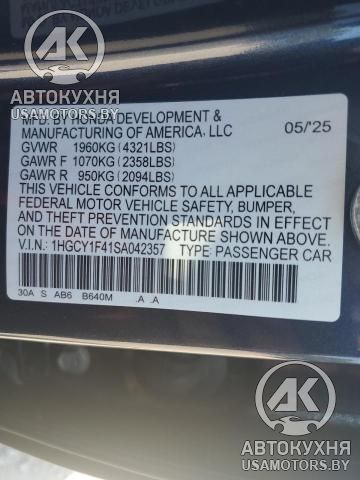 AK
АВТОКУХНЯ
USAMOTORS.BY
MFD. BY HONDA DEVELOPMENT &
MANUFACTURING OF AMERICA, LLC 05/'25
GVWR 1960KG (4321LBS)
GAWR F 1070KG (2358LBS)
GAWR R 950KG (2094LBS)
THIS VEHICLE CONFORMS TO ALL APPLICABLE
FEDERAL MOTOR VEHICLE SAFETY, BUMPER,
AND THEFT PREVENTION STANDARDS IN EFFECT
ON THE DATE OF MANUFACTURE SHOWN ABOVE.
V.I.N.: 1HGCY1F41SA042357 TYPE: PASSENGER CAR
30A S AB6 B640M .A .A
AK
АВТОКУХНЯ
USAMOTORS.BY